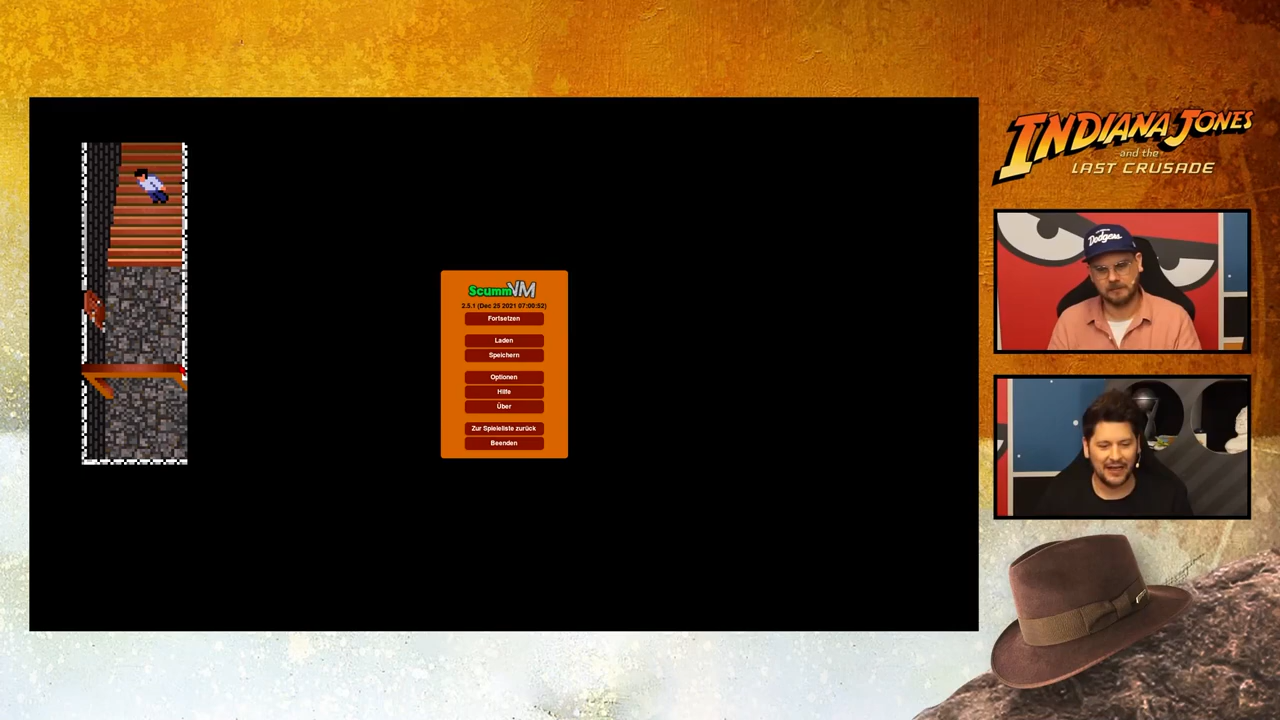 INDIANA JONES
and the
LAST CRUSADE
Dodgers
ScummVM
2.5.1 (Dec 25 2021 07:00:52)
Fortsetzen
Laden
Speichern
Optionen
Hilfe
Über
Zur Spieleliste zurück
Beenden